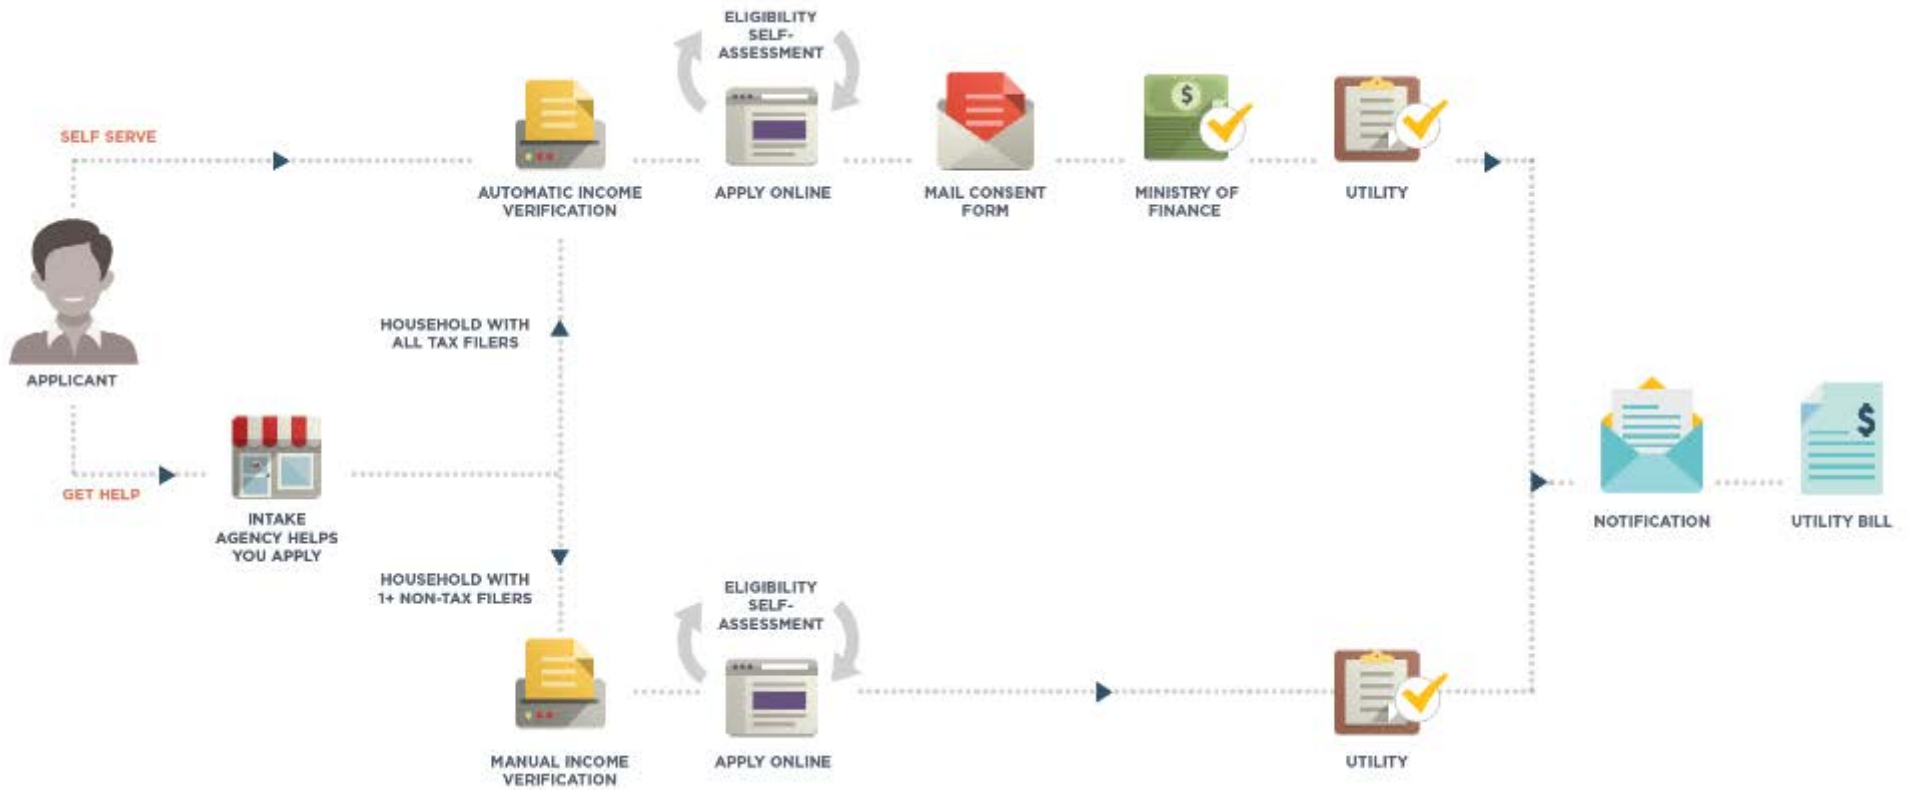 ELIGIBILITY
SELF-
ASSESSMENT
SELF SERVE
AUTOMATIC INCOME
VERIFICATION
APPLY ONLINE
MAIL CONSENT
FORM
MINISTRY OF
FINANCE
UTILITY
$
HOUSEHOLD WITH
ALL TAX FILERS
APPLICANT
GET HELP
INTAKE
AGENCY HELPS
YOU APPLY
HOUSEHOLD WITH
1+ NON-TAX FILERS
$
NOTIFICATION
UTILITY BILL
ELIGIBILITY
SELF-
ASSESSMENT
MANUAL INCOME
VERIFICATION
APPLY ONLINE
UTILITY